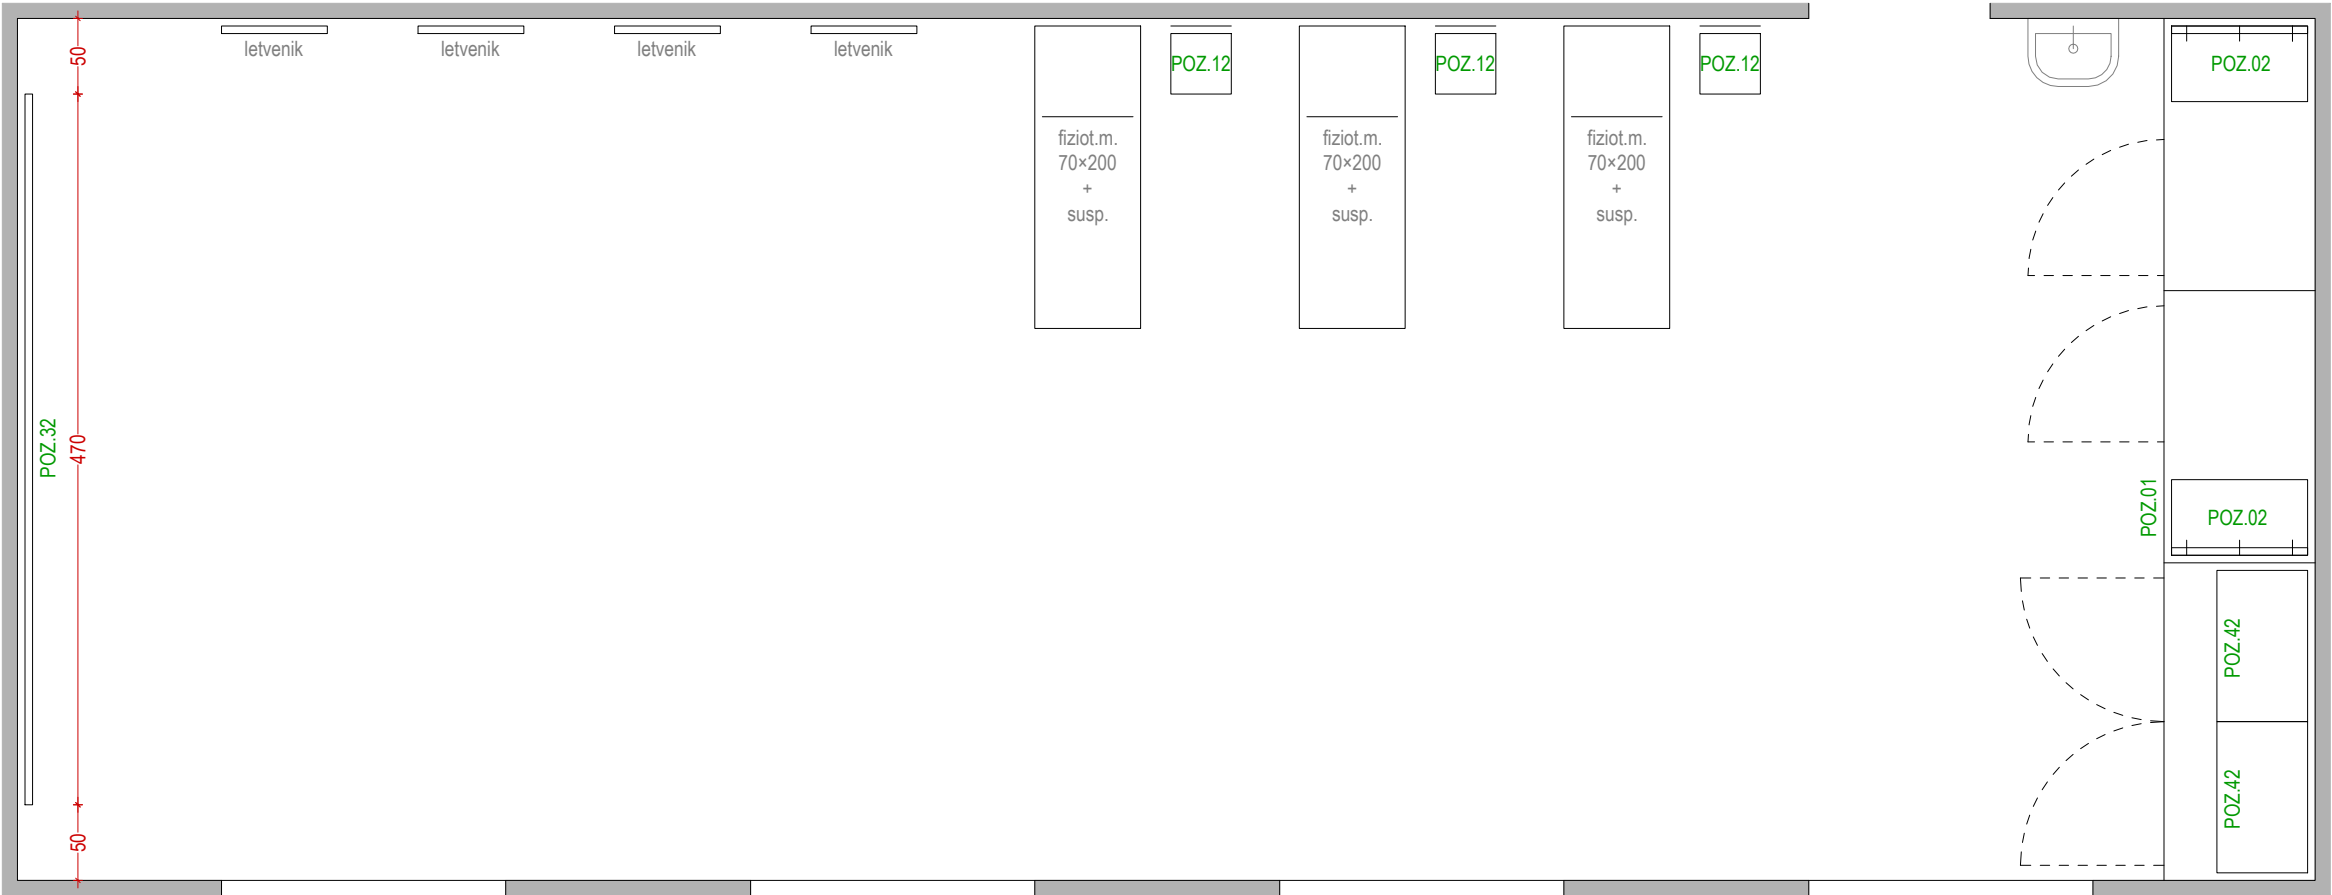 50
letvenik
letvenik
letvenik
letvenik
POZ.12
POZ.12
POZ.12
POZ.02
fiziot.m.
70×200
+
susp.
fiziot.m.
70×200
+
susp.
fiziot.m.
70×200
+
susp.
POZ.32
470
POZ.01
POZ.02
POZ.42
POZ.42
50